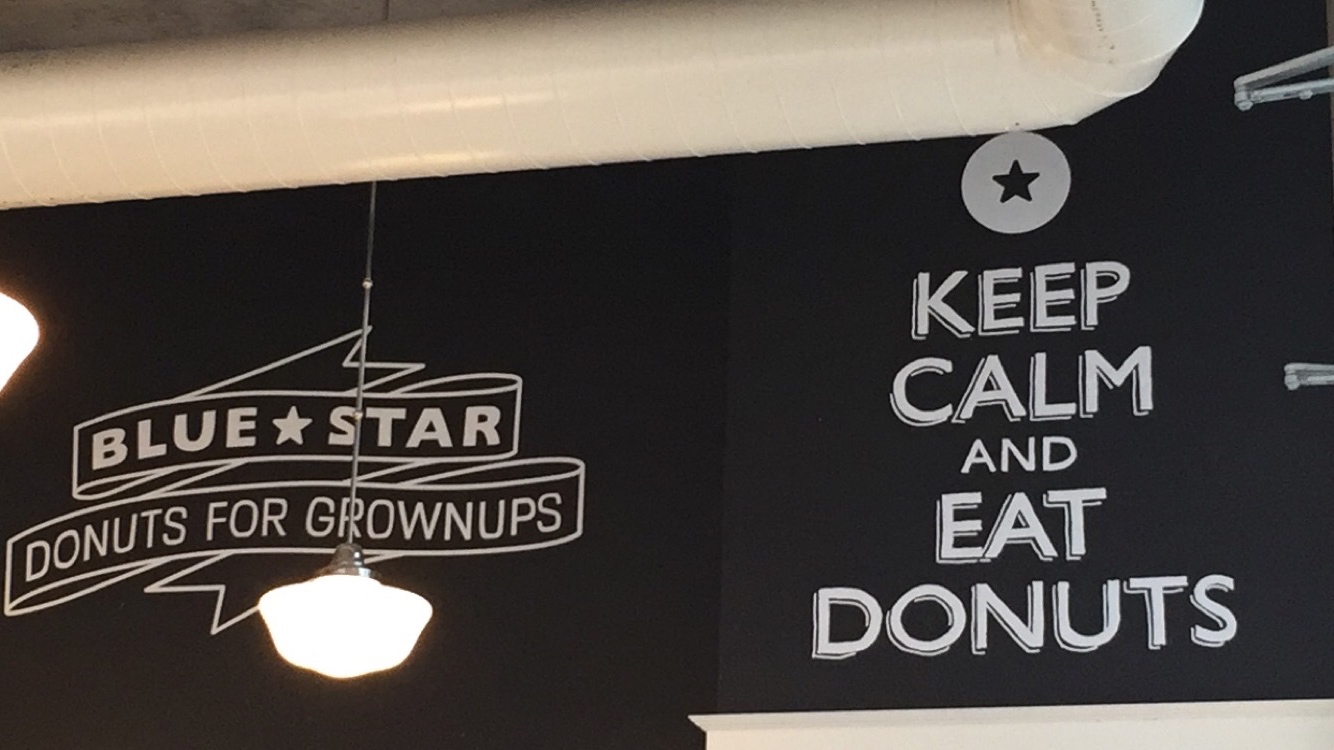 BLUE★STAR
DONUTS FOR GROWNUPS
KEEP
CALM
AND
EAT
DONUTS